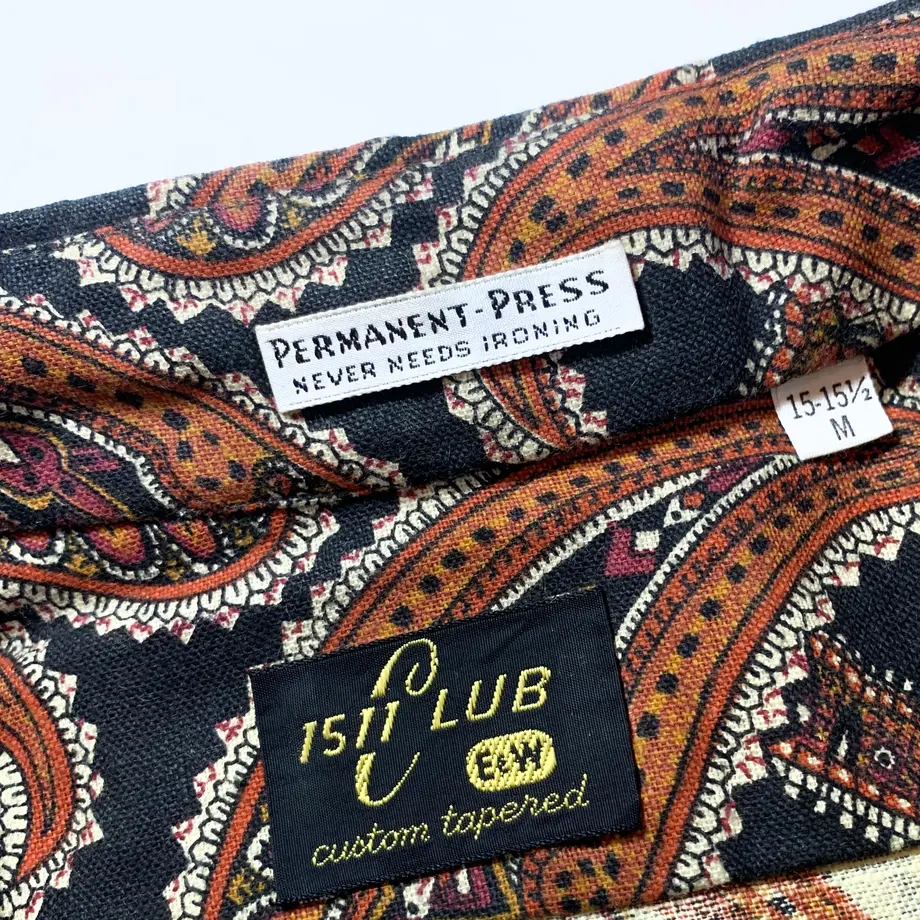 PERMANENT-PRESS
NEVER NEEDS IRONING
15-15½
M
1511 CLUB
E&W
custom tapered